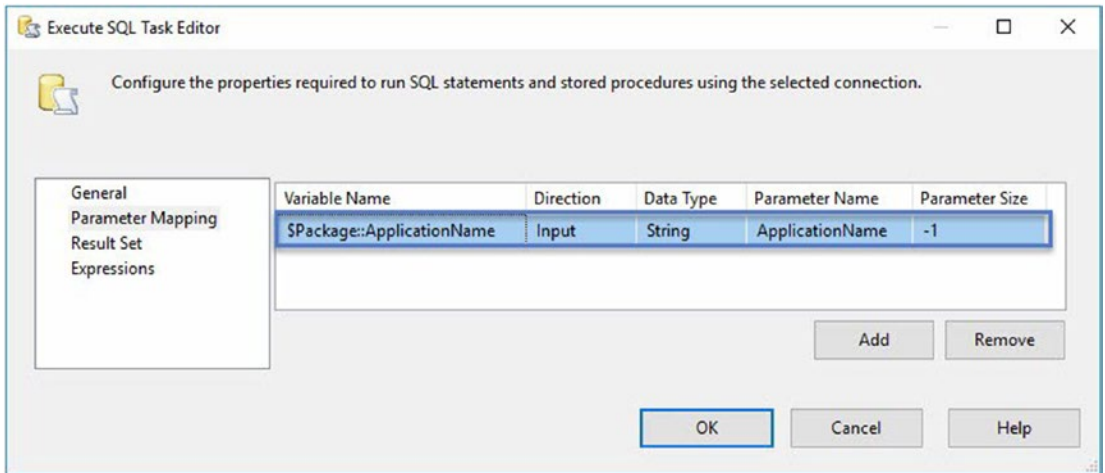 Execute SQL Task Editor
Configure the properties required to run SQL statements and stored procedures using the selected connection.
General
Parameter Mapping
Result Set
Expressions
Variable Name Direction Data Type Parameter Name Parameter Size
$Package::ApplicationName Input String ApplicationName -1
Add Remove
OK Cancel Help